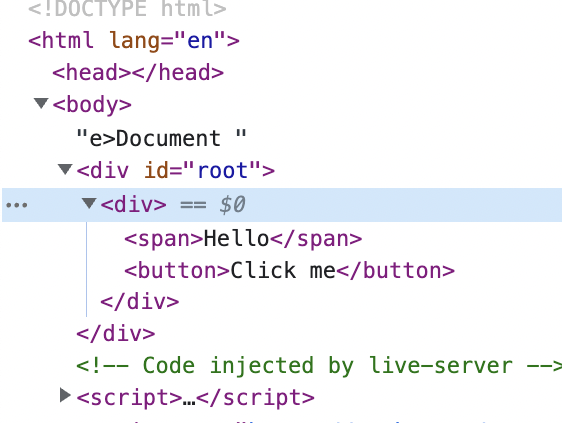 <!DOCTYPE html>
<html lang="en">
<head></head>
<body>
"e>Document "
<div id="root">
<div> == $0
<span>Hello</span>
<button>Click me</button>
</div>
</div>
<!-- Code injected by live-server -->
<script>…</script>